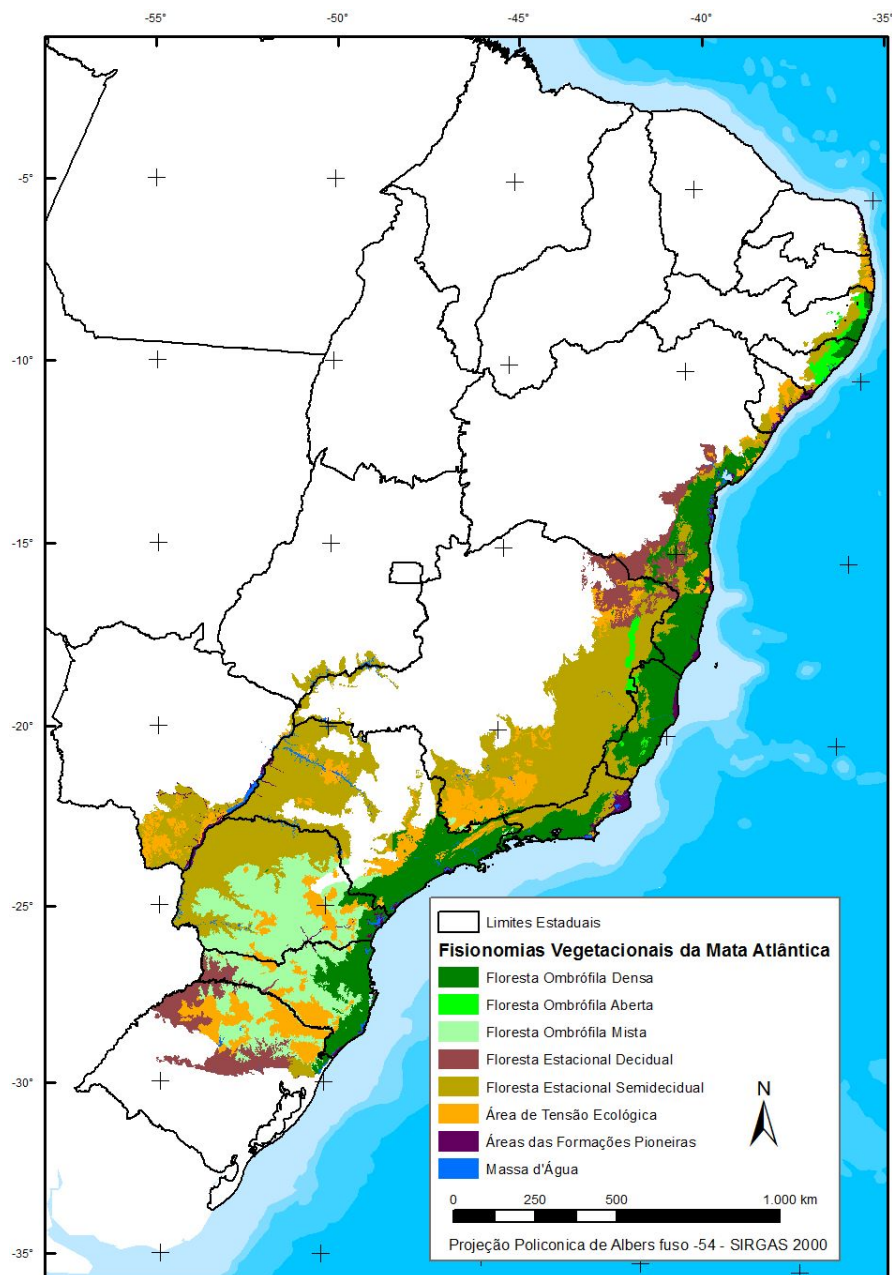 -55° -50° -45° -40° -35°
-5°
-10°
-15°
-20°
-25°
-30°
-35°
Limites Estaduais
Fisionomias Vegetacionais da Mata Atlântica
Floresta Ombrófila Densa
Floresta Ombrófila Aberta
Floresta Ombrófila Mista
Floresta Estacional Decidual
Floresta Estacional Semidecidual
Área de Tensão Ecológica
Áreas das Formações Pioneiras
Massa d'Água
N
0 250 500 1.000 km
Projeção Policonica de Albers fuso -54 - SIRGAS 2000